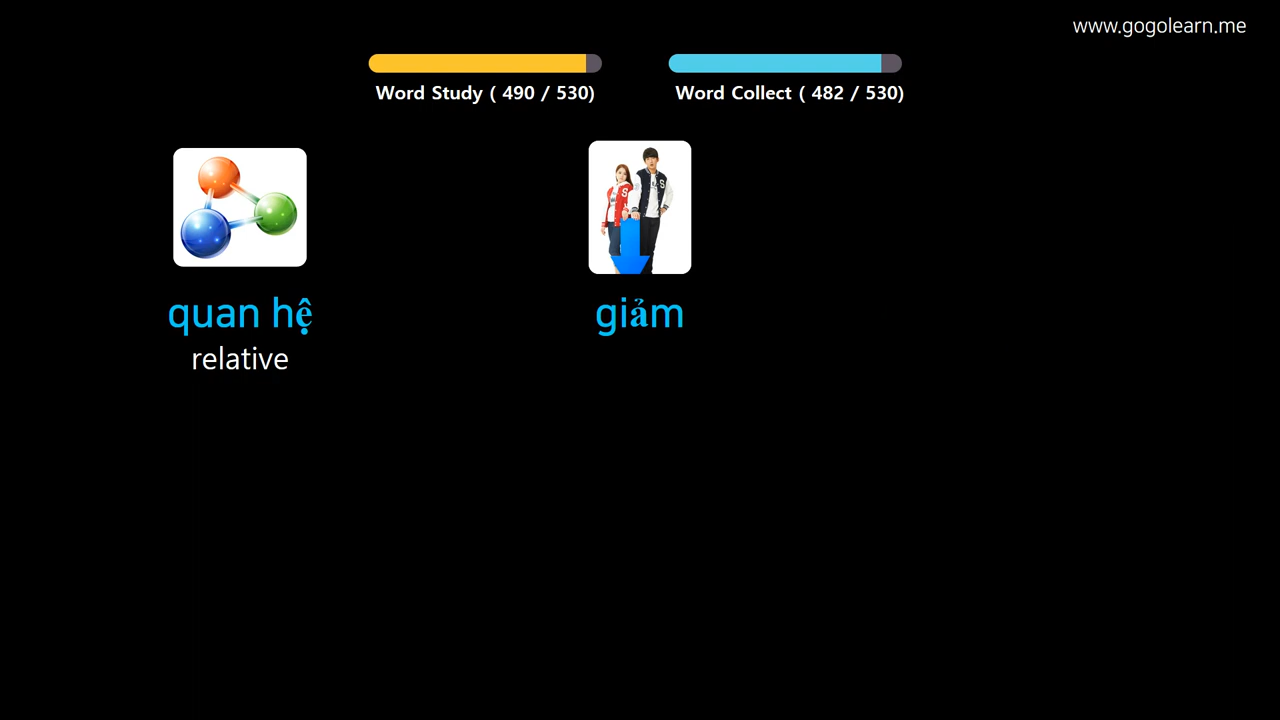 www.gogolearn.me
Word Study ( 490 / 530)
Word Collect ( 482 / 530)
quan hệ
giảm
relative